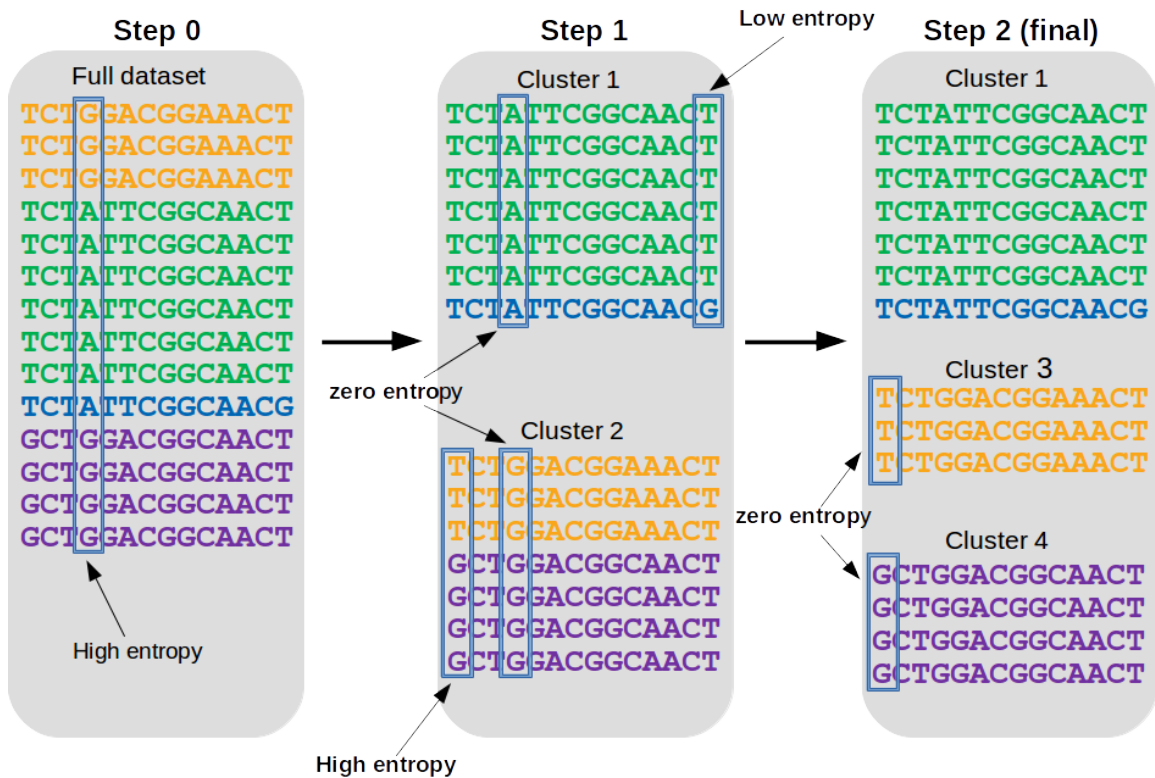 Step 0
Full dataset
TCTGGACGGAAACT
TCTGGACGGAAACT
TCTGGACGGAAACT
TCTATTCGGCAACT
TCTATTCGGCAACT
TCTATTCGGCAACT
TCTATTCGGCAACT
TCTATTCGGCAACT
TCTATTCGGCAACT
TCTATTCGGCAACG
GCTGGACGGCAACT
GCTGGACGGCAACT
GCTGGACGGCAACT
GCTGGACGGCAACT
High entropy
Step 1
Low entropy
Cluster 1
TCTATTCGGCAACT
TCTATTCGGCAACT
TCTATTCGGCAACT
TCTATTCGGCAACT
TCTATTCGGCAACT
TCTATTCGGCAACT
TCTATTCGGCAACG
zero entropy
Cluster 2
TCTGGACGGAAACT
TCTGGACGGAAACT
TCTGGACGGAAACT
GCTGGACGGCAACT
GCTGGACGGCAACT
GCTGGACGGCAACT
GCTGGACGGCAACT
High entropy
Step 2 (final)
Cluster 1
TCTATTCGGCAACT
TCTATTCGGCAACT
TCTATTCGGCAACT
TCTATTCGGCAACT
TCTATTCGGCAACT
TCTATTCGGCAACT
TCTATTCGGCAACG
Cluster 3
TCTGGACGGAAACT
TCTGGACGGAAACT
TCTGGACGGAAACT
zero entropy
Cluster 4
GCTGGACGGCAACT
GCTGGACGGCAACT
GCTGGACGGCAACT
GCTGGACGGCAACT